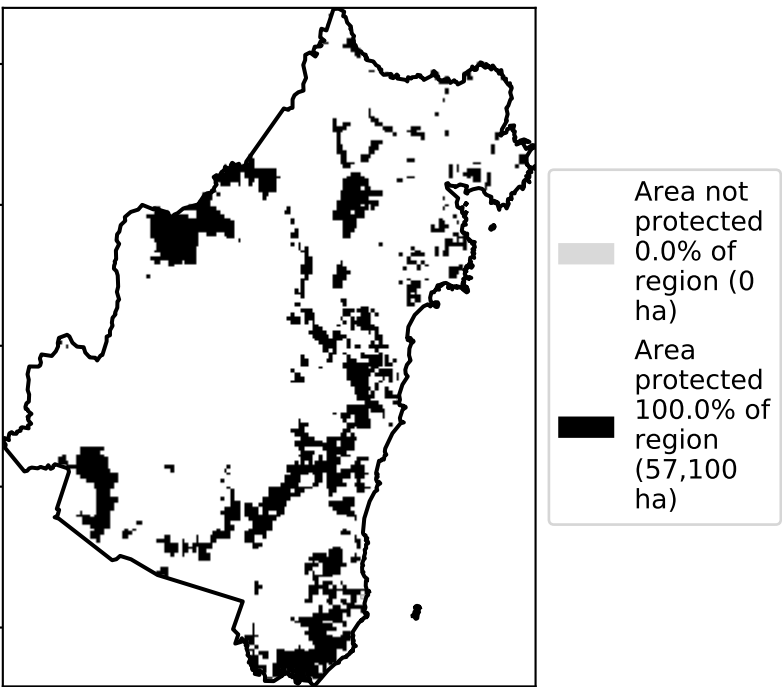 Area not
protected
0.0% of
region (0
ha)
Area
protected
100.0% of
region
(57,100
ha)